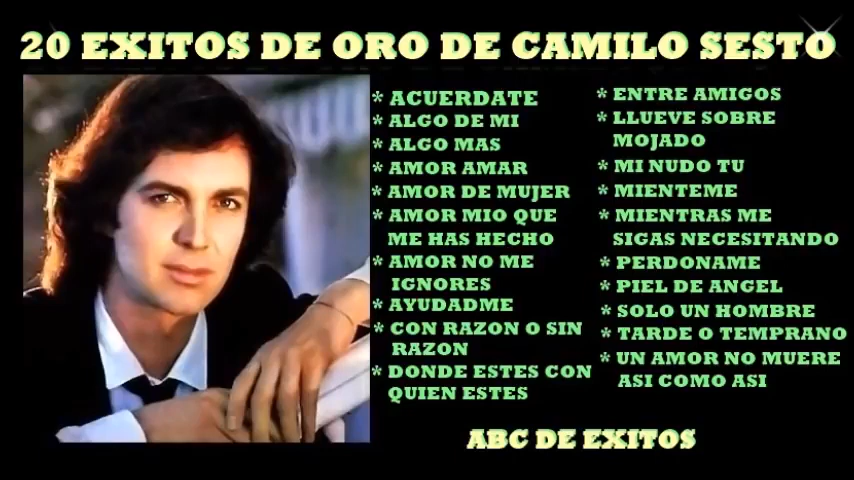 20 EXITOS DE ORO DE CAMILO SESTO
* ACUERDATE
* ALGO DE MI
* ALGO MAS
* AMOR AMAR
* AMOR DE MUJER
* AMOR MIO QUE
ME HAS HECHO
* AMOR NO ME
IGNORES
* AYUDADME
* CON RAZON O SIN
RAZON
* DONDE ESTES CON
QUIEN ESTES
* ENTRE AMIGOS
* LLUEVE SOBRE
MOJADO
* MI NUDO TU
* MIENTEME
* MIENTRAS ME
SIGAS NECESITANDO
* PERDONAME
* PIEL DE ANGEL
* SOLO UN HOMBRE
* TARDE O TEMPRANO
* UN AMOR NO MUERE
ASI COMO ASI
ABC DE EXITOS